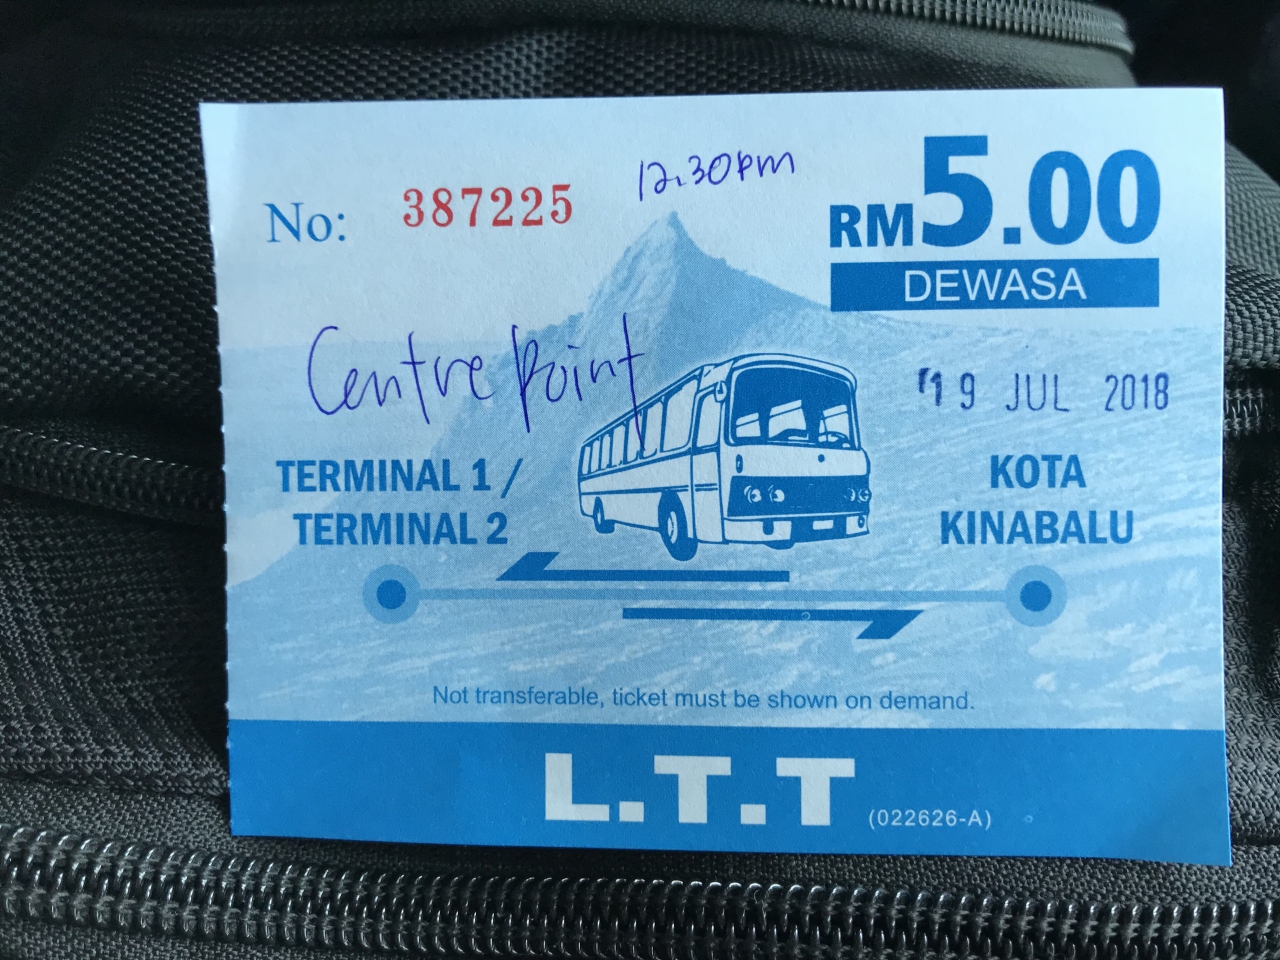 No: 387225 12.30pm
RM5.00
DEWASA
Centre Point
19 JUL 2018
TERMINAL 1 /
TERMINAL 2
KOTA
KINABALU
Not transferable, ticket must be shown on demand.
L.T.T (022626-A)